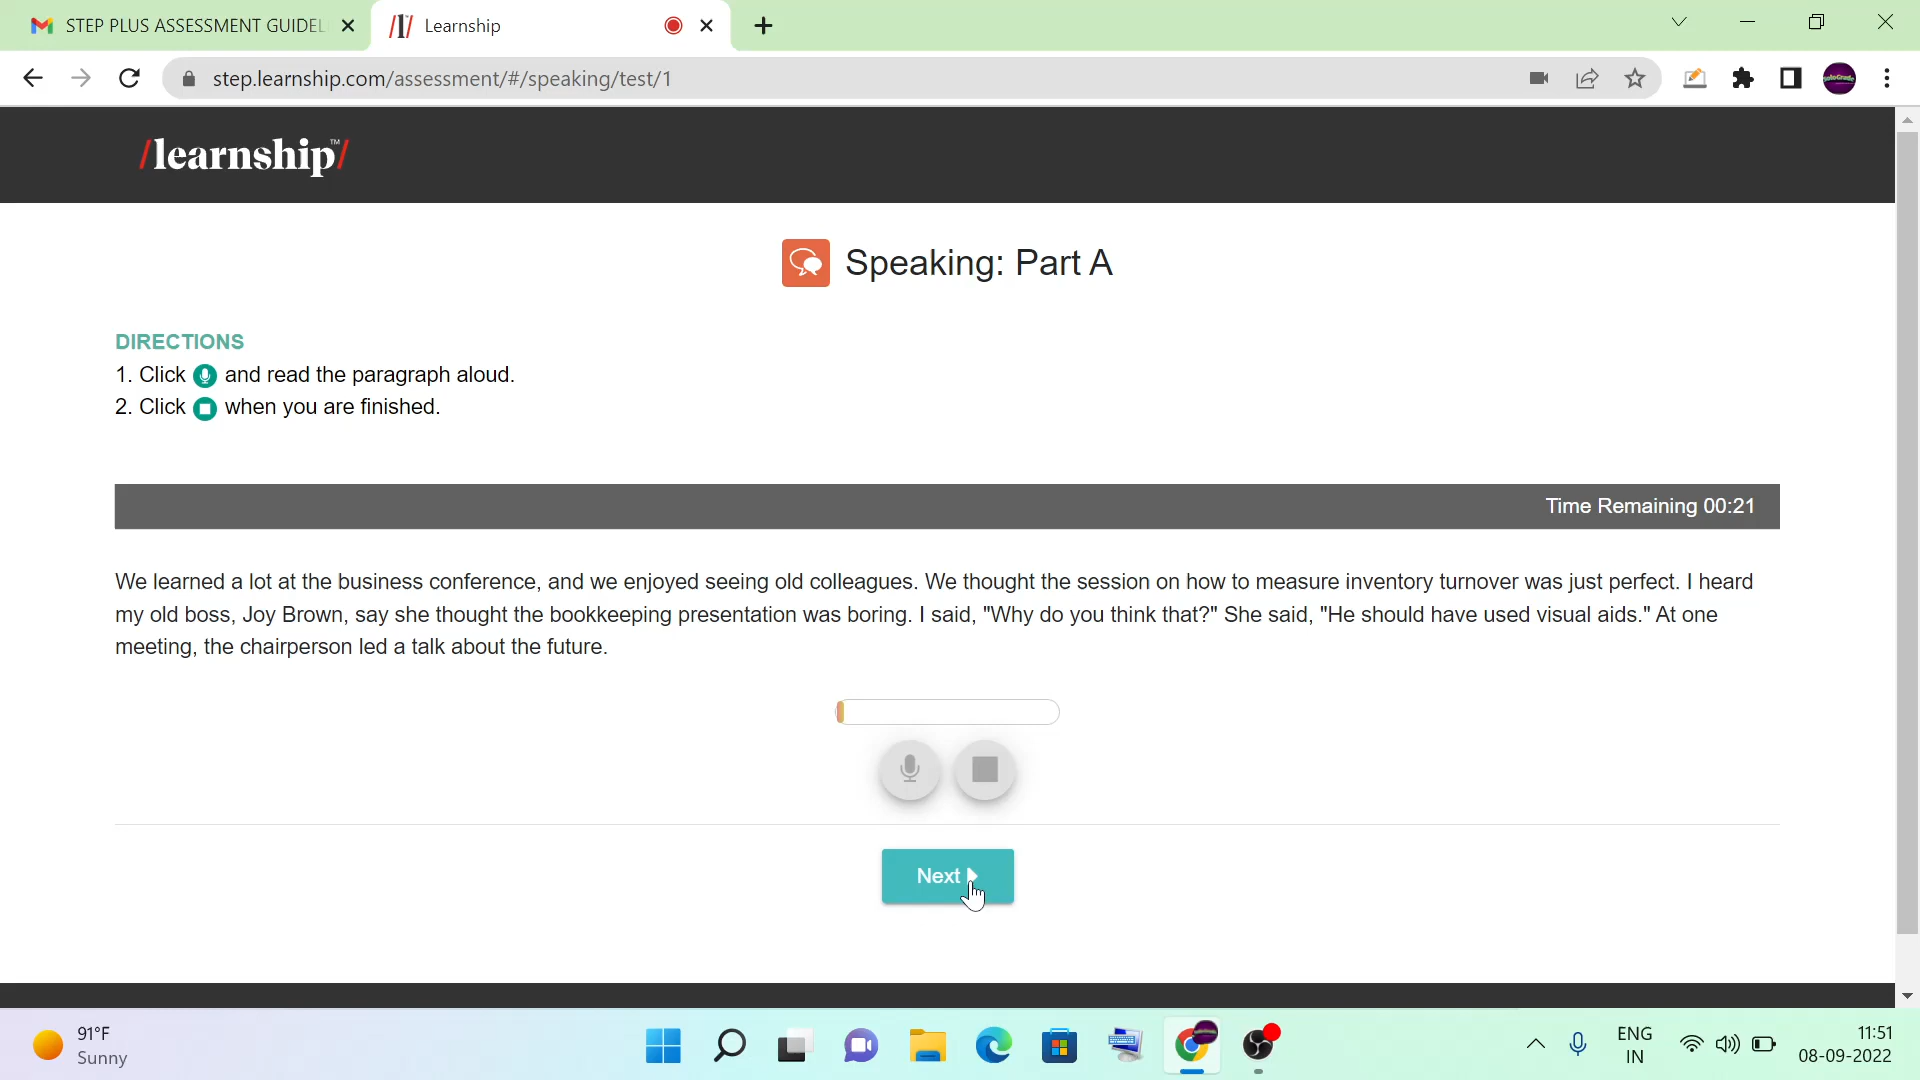 STEP PLUS ASSESSMENT GUIDEL
Learnship
step.learnship.com/assessment/#/speaking/test/1
/learnship™/
Speaking: Part A
DIRECTIONS
1. Click and read the paragraph aloud.
2. Click when you are finished.
Time Remaining 00:21
We learned a lot at the business conference, and we enjoyed seeing old colleagues. We thought the session on how to measure inventory turnover was just perfect. I heard
my old boss, Joy Brown, say she thought the bookkeeping presentation was boring. I said, "Why do you think that?" She said, "He should have used visual aids." At one
meeting, the chairperson led a talk about the future.
Next
91°F
Sunny
ENG
IN
11:51
08-09-2022